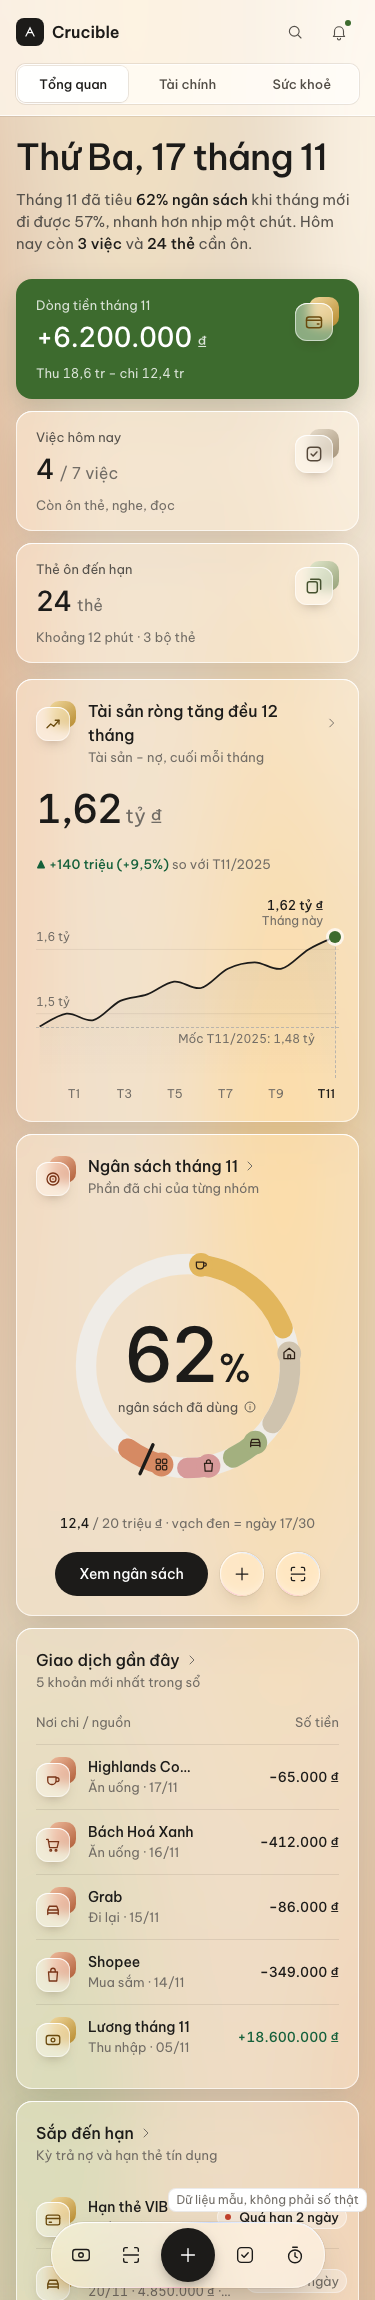 Crucible
Tổng quan
Tài chính
Sức khoẻ
Thứ Ba, 17 tháng 11
Tháng 11 đã tiêu 62% ngân sách khi tháng mới
đi được 57%, nhanh hơn nhịp một chút. Hôm
nay còn 3 việc và 24 thẻ cần ôn.
Dòng tiền tháng 11
+6.200.000 ₫
Thu 18,6 tr − chi 12,4 tr
Việc hôm nay
4 / 7 việc
Còn ôn thẻ, nghe, đọc
Thẻ ôn đến hạn
24 thẻ
Khoảng 12 phút · 3 bộ thẻ
Tài sản ròng tăng đều 12
tháng
Tài sản − nợ, cuối mỗi tháng
1,62 tỷ ₫
▲ +140 triệu (+9,5%) so với T11/2025
1,62 tỷ ₫
Tháng này
1,6 tỷ
1,5 tỷ
Mốc T11/2025: 1,48 tỷ
T1
T3
T5
T7
T9
T11
Ngân sách tháng 11
Phần đã chi của từng nhóm
62%
ngân sách đã dùng
12,4 / 20 triệu ₫ · vạch đen = ngày 17/30
Xem ngân sách
Giao dịch gần đây
5 khoản mới nhất trong sổ
Nơi chi / nguồn
Số tiền
Highlands Co…
−65.000 ₫
Ăn uống · 17/11
Bách Hoá Xanh
−412.000 ₫
Ăn uống · 16/11
Grab
−86.000 ₫
Đi lại · 15/11
Shopee
−349.000 ₫
Mua sắm · 14/11
Lương tháng 11
+18.600.000 ₫
Thu nhập · 05/11
Sắp đến hạn
Kỳ trả nợ và hạn thẻ tín dụng
Dữ liệu mẫu, không phải số thật
Hạn thẻ VIB
Quá hạn 2 ngày
ngày
20/11 · 4.850.000 ₫ ·…